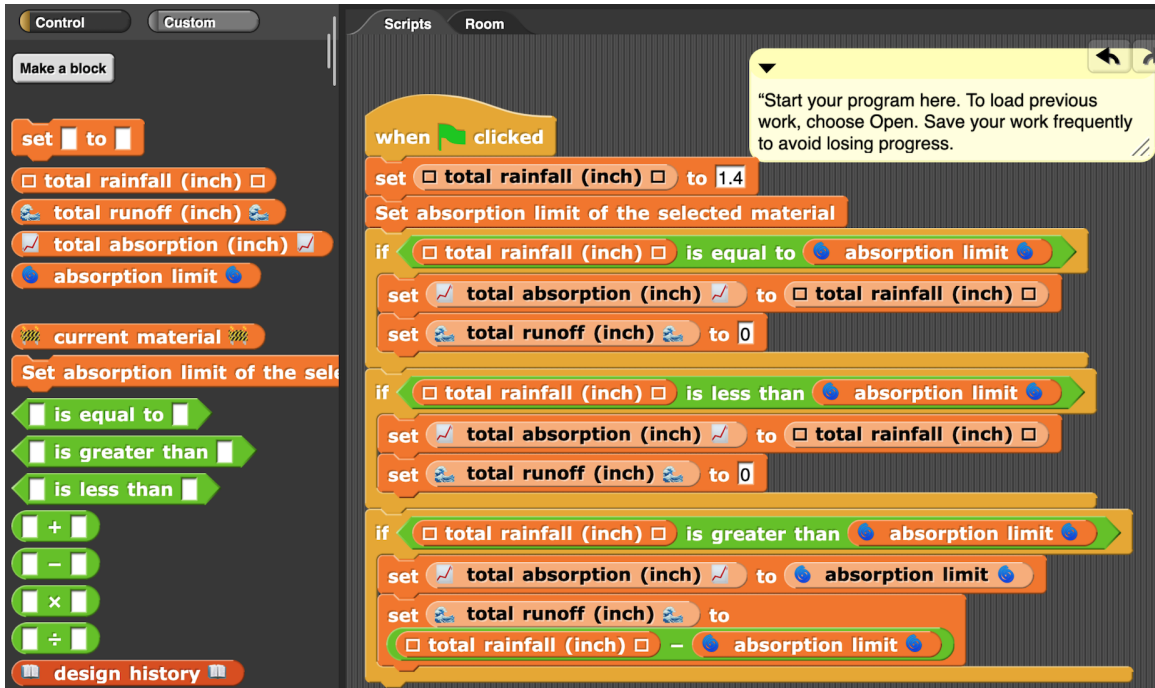 Control
Custom
Make a block
set to
total rainfall (inch)
total runoff (inch)
total absorption (inch)
absorption limit
current material
Set absorption limit of the sele
is equal to
is greater than
is less than
+
−
×
÷
design history
Scripts
Room
“Start your program here. To load previous
work, choose Open. Save your work frequently
to avoid losing progress.
when clicked
set total rainfall (inch) to 1.4
Set absorption limit of the selected material
if total rainfall (inch) is equal to absorption limit
set total absorption (inch) to total rainfall (inch)
set total runoff (inch) to 0
if total rainfall (inch) is less than absorption limit
set total absorption (inch) to total rainfall (inch)
set total runoff (inch) to 0
if total rainfall (inch) is greater than absorption limit
set total absorption (inch) to absorption limit
set total runoff (inch) to
total rainfall (inch) − absorption limit